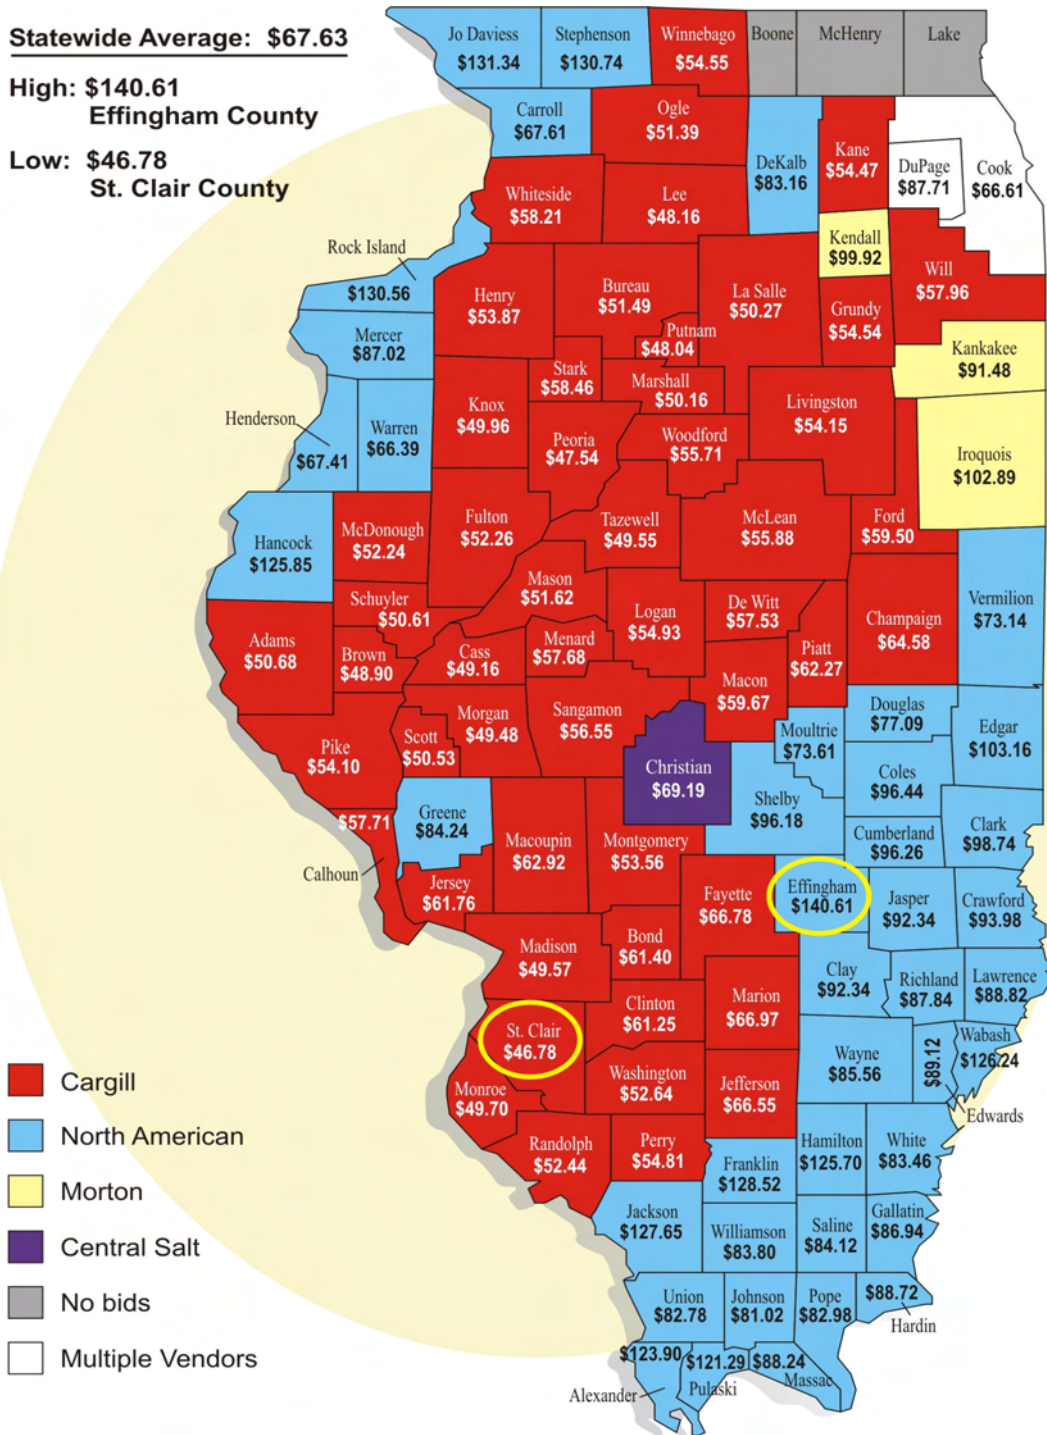 Statewide Average: $67.63
High: $140.61
Effingham County
Low: $46.78
St. Clair County
Jo Daviess
$131.34
Stephenson
$130.74
Winnebago
$54.55
Boone
McHenry
Lake
Carroll
$67.61
Ogle
$51.39
DeKalb
$83.16
Kane
$54.47
DuPage
$87.71
Cook
$66.61
Whiteside
$58.21
Lee
$48.16
Kendall
$99.92
Rock Island
$130.56
Henry
$53.87
Bureau
$51.49
La Salle
$50.27
Grundy
$54.54
Will
$57.96
Mercer
$87.02
Putnam
$48.04
Kankakee
$91.48
Stark
$58.46
Marshall
$50.16
Henderson
$67.41
Warren
$66.39
Knox
$49.96
Peoria
$47.54
Woodford
$55.71
Livingston
$54.15
Iroquois
$102.89
Hancock
$125.85
McDonough
$52.24
Fulton
$52.26
Tazewell
$49.55
McLean
$55.88
Ford
$59.50
Schuyler
$50.61
Mason
$51.62
Logan
$54.93
De Witt
$57.53
Champaign
$64.58
Vermilion
$73.14
Adams
$50.68
Brown
$48.90
Cass
$49.16
Menard
$57.68
Piatt
$62.27
Macon
$59.67
Pike
$54.10
Scott
$50.53
Morgan
$49.48
Sangamon
$56.55
Christian
$69.19
Moultrie
$73.61
Douglas
$77.09
Edgar
$103.16
Coles
$96.44
Shelby
$96.18
$57.71
Calhoun
Greene
$84.24
Macoupin
$62.92
Montgomery
$53.56
Cumberland
$96.26
Clark
$98.74
Jersey
$61.76
Fayette
$66.78
Effingham
$140.61
Jasper
$92.34
Crawford
$93.98
Madison
$49.57
Bond
$61.40
Clay
$92.34
Richland
$87.84
Lawrence
$88.82
St. Clair
$46.78
Clinton
$61.25
Marion
$66.97
Wayne
$85.56
$89.12
Edwards
Wabash
$126.24
Monroe
$49.70
Washington
$52.64
Jefferson
$66.55
Randolph
$52.44
Perry
$54.81
Franklin
$128.52
Hamilton
$125.70
White
$83.46
Jackson
$127.65
Williamson
$83.80
Saline
$84.12
Gallatin
$86.94
Union
$82.78
Johnson
$81.02
Pope
$82.98
$88.72
Hardin
$123.90
Alexander
$121.29
Pulaski
$88.24
Massac
Cargill
North American
Morton
Central Salt
No bids
Multiple Vendors